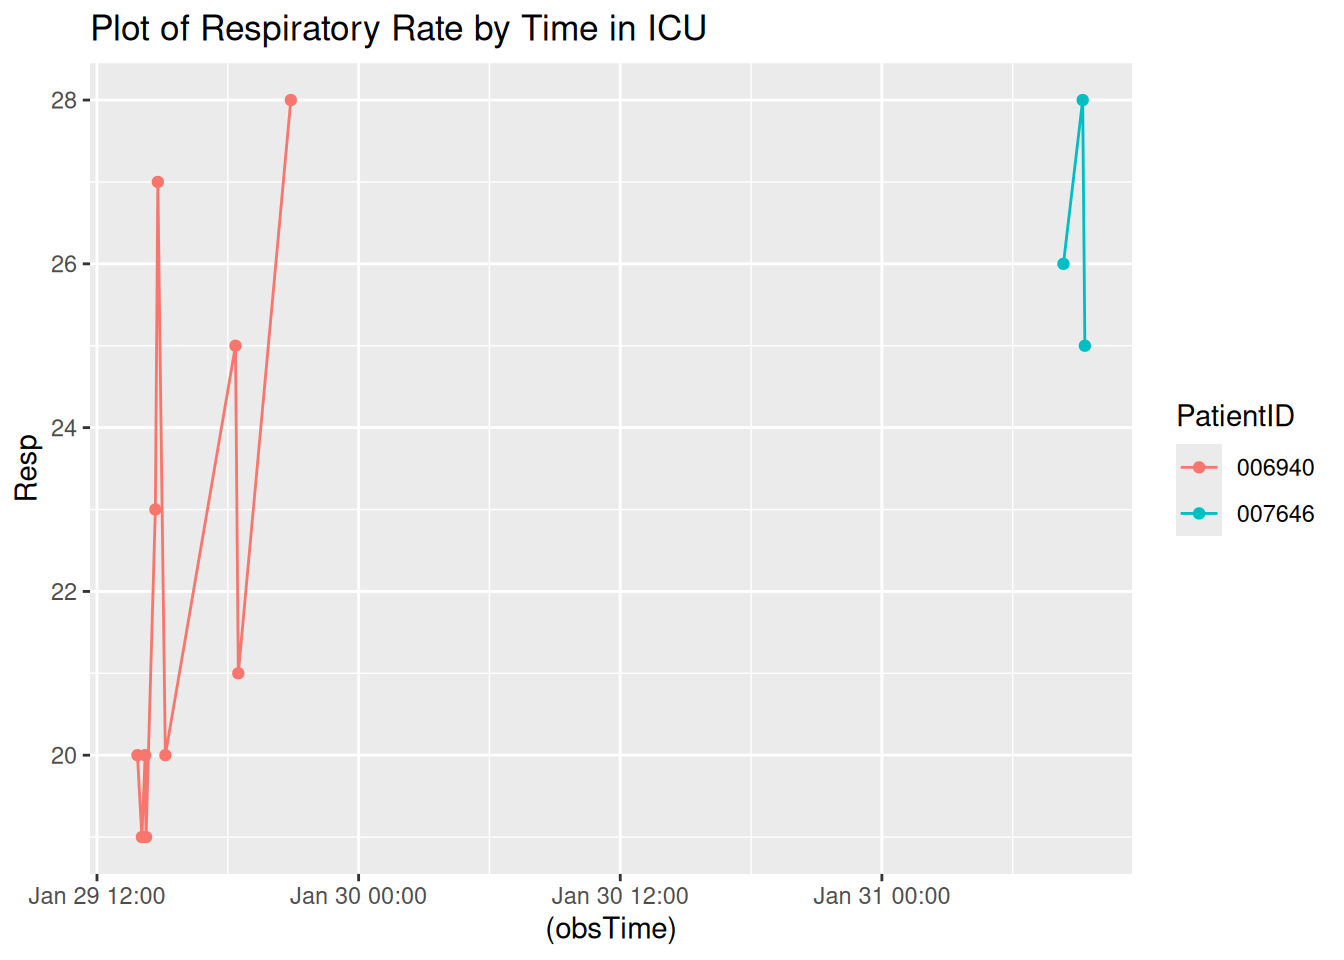 Plot of Respiratory Rate by Time in ICU
28
26
24
22
20
Resp
Jan 29 12:00
Jan 30 00:00
Jan 30 12:00
Jan 31 00:00
(obsTime)
PatientID
006940
007646